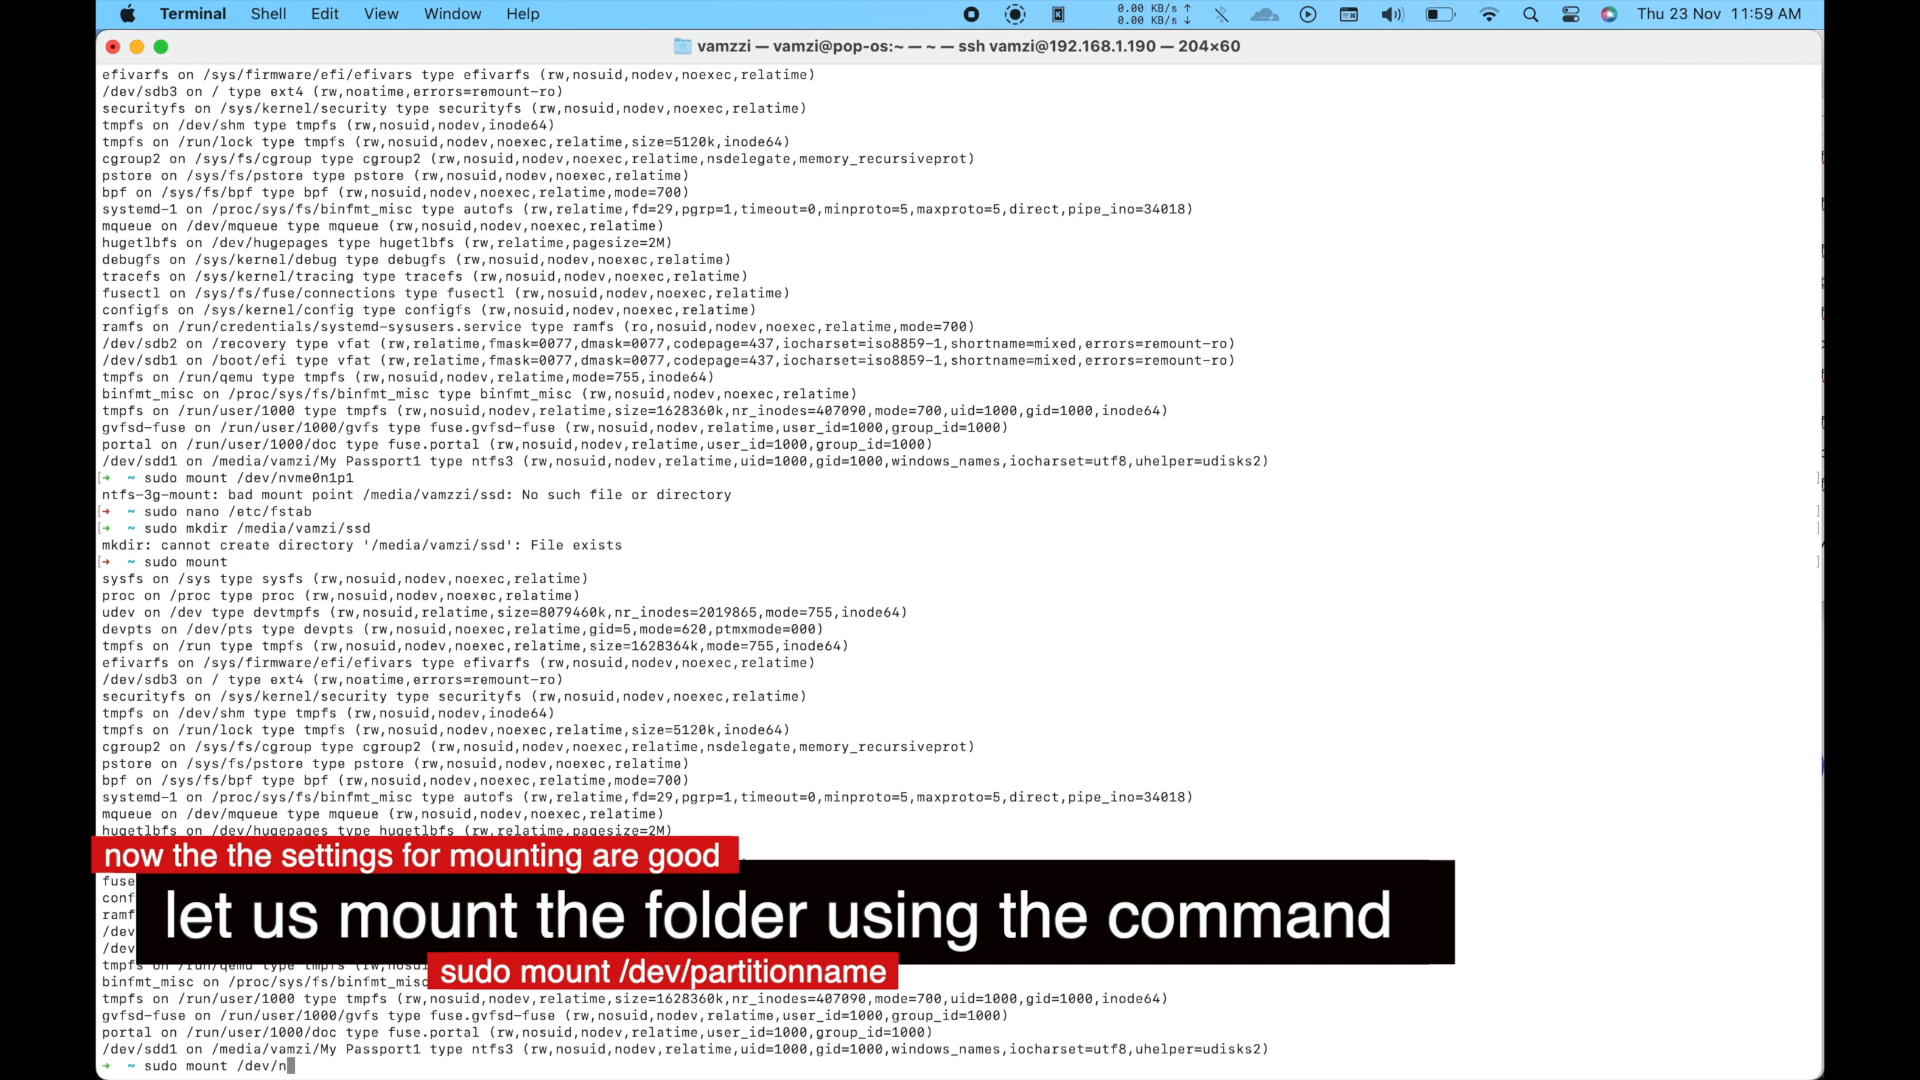 Terminal Shell Edit View Window Help 0.00 KB/s ↑ 0.00 KB/s ↓ Thu 23 Nov 11:59 AM
vamzzi — vamzi@pop-os:~ — ~ — ssh vamzi@192.168.1.190 — 204×60
efivarfs on /sys/firmware/efi/efivars type efivarfs (rw,nosuid,nodev,noexec,relatime)
/dev/sdb3 on / type ext4 (rw,noatime,errors=remount-ro)
securityfs on /sys/kernel/security type securityfs (rw,nosuid,nodev,noexec,relatime)
tmpfs on /dev/shm type tmpfs (rw,nosuid,nodev,inode64)
tmpfs on /run/lock type tmpfs (rw,nosuid,nodev,noexec,relatime,size=5120k,inode64)
cgroup2 on /sys/fs/cgroup type cgroup2 (rw,nosuid,nodev,noexec,relatime,nsdelegate,memory_recursiveprot)
pstore on /sys/fs/pstore type pstore (rw,nosuid,nodev,noexec,relatime)
bpf on /sys/fs/bpf type bpf (rw,nosuid,nodev,noexec,relatime,mode=700)
systemd-1 on /proc/sys/fs/binfmt_misc type autofs (rw,relatime,fd=29,pgrp=1,timeout=0,minproto=5,maxproto=5,direct,pipe_ino=34018)
mqueue on /dev/mqueue type mqueue (rw,nosuid,nodev,noexec,relatime)
hugetlbfs on /dev/hugepages type hugetlbfs (rw,relatime,pagesize=2M)
debugfs on /sys/kernel/debug type debugfs (rw,nosuid,nodev,noexec,relatime)
tracefs on /sys/kernel/tracing type tracefs (rw,nosuid,nodev,noexec,relatime)
fusectl on /sys/fs/fuse/connections type fusectl (rw,nosuid,nodev,noexec,relatime)
configfs on /sys/kernel/config type configfs (rw,nosuid,nodev,noexec,relatime)
ramfs on /run/credentials/systemd-sysusers.service type ramfs (ro,nosuid,nodev,noexec,relatime,mode=700)
/dev/sdb2 on /recovery type vfat (rw,relatime,fmask=0077,dmask=0077,codepage=437,iocharset=iso8859-1,shortname=mixed,errors=remount-ro)
/dev/sdb1 on /boot/efi type vfat (rw,relatime,fmask=0077,dmask=0077,codepage=437,iocharset=iso8859-1,shortname=mixed,errors=remount-ro)
tmpfs on /run/qemu type tmpfs (rw,nosuid,nodev,relatime,mode=755,inode64)
binfmt_misc on /proc/sys/fs/binfmt_misc type binfmt_misc (rw,nosuid,nodev,noexec,relatime)
tmpfs on /run/user/1000 type tmpfs (rw,nosuid,nodev,relatime,size=1628360k,nr_inodes=407090,mode=700,uid=1000,gid=1000,inode64)
gvfsd-fuse on /run/user/1000/gvfs type fuse.gvfsd-fuse (rw,nosuid,nodev,relatime,user_id=1000,group_id=1000)
portal on /run/user/1000/doc type fuse.portal (rw,nosuid,nodev,relatime,user_id=1000,group_id=1000)
/dev/sdd1 on /media/vamzi/My Passport1 type ntfs3 (rw,nosuid,nodev,relatime,uid=1000,gid=1000,windows_names,iocharset=utf8,uhelper=udisks2)
[➜ ~ sudo mount /dev/nvme0n1p1 ]
ntfs-3g-mount: bad mount point /media/vamzzi/ssd: No such file or directory
[➜ ~ sudo nano /etc/fstab ]
[➜ ~ sudo mkdir /media/vamzi/ssd ]
mkdir: cannot create directory '/media/vamzi/ssd': File exists
[➜ ~ sudo mount ]
sysfs on /sys type sysfs (rw,nosuid,nodev,noexec,relatime)
proc on /proc type proc (rw,nosuid,nodev,noexec,relatime)
udev on /dev type devtmpfs (rw,nosuid,relatime,size=8079460k,nr_inodes=2019865,mode=755,inode64)
devpts on /dev/pts type devpts (rw,nosuid,noexec,relatime,gid=5,mode=620,ptmxmode=000)
tmpfs on /run type tmpfs (rw,nosuid,nodev,noexec,relatime,size=1628364k,mode=755,inode64)
efivarfs on /sys/firmware/efi/efivars type efivarfs (rw,nosuid,nodev,noexec,relatime)
/dev/sdb3 on / type ext4 (rw,noatime,errors=remount-ro)
securityfs on /sys/kernel/security type securityfs (rw,nosuid,nodev,noexec,relatime)
tmpfs on /dev/shm type tmpfs (rw,nosuid,nodev,inode64)
tmpfs on /run/lock type tmpfs (rw,nosuid,nodev,noexec,relatime,size=5120k,inode64)
cgroup2 on /sys/fs/cgroup type cgroup2 (rw,nosuid,nodev,noexec,relatime,nsdelegate,memory_recursiveprot)
pstore on /sys/fs/pstore type pstore (rw,nosuid,nodev,noexec,relatime)
bpf on /sys/fs/bpf type bpf (rw,nosuid,nodev,noexec,relatime,mode=700)
systemd-1 on /proc/sys/fs/binfmt_misc type autofs (rw,relatime,fd=29,pgrp=1,timeout=0,minproto=5,maxproto=5,direct,pipe_ino=34018)
mqueue on /dev/mqueue type mqueue (rw,nosuid,nodev,noexec,relatime)
hugetlbfs on /dev/hugepages type hugetlbfs (rw,relatime,pagesize=2M)
now the the settings for mounting are good
fuse
conf
let us mount the folder using the command
ramf
/dev
/dev
tmpfs on /run/qemu type tmpfs (rw,nosu
sudo mount /dev/partitionname
binfmt_misc on /proc/sys/fs/binfmt_misc
tmpfs on /run/user/1000 type tmpfs (rw,nosuid,nodev,relatime,size=1628360k,nr_inodes=407090,mode=700,uid=1000,gid=1000,inode64)
gvfsd-fuse on /run/user/1000/gvfs type fuse.gvfsd-fuse (rw,nosuid,nodev,relatime,user_id=1000,group_id=1000)
portal on /run/user/1000/doc type fuse.portal (rw,nosuid,nodev,relatime,user_id=1000,group_id=1000)
/dev/sdd1 on /media/vamzi/My Passport1 type ntfs3 (rw,nosuid,nodev,relatime,uid=1000,gid=1000,windows_names,iocharset=utf8,uhelper=udisks2)
➜ ~ sudo mount /dev/n